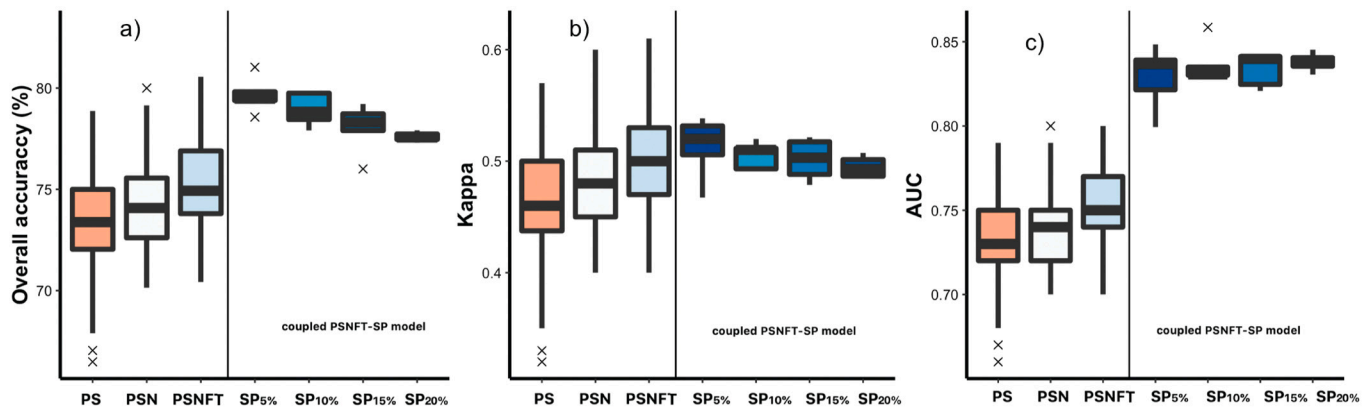 a)
Overall accuraccy (%)
80
75
70
coupled PSNFT-SP model
PS PSN PSNFT SP5% SP10% SP15% SP20%
b)
Kappa
0.6
0.5
0.4
coupled PSNFT-SP model
PS PSN PSNFT SP5% SP10% SP15% SP20%
c)
AUC
0.85
0.80
0.75
0.70
coupled PSNFT-SP model
PS PSN PSNFT SP5% SP10% SP15% SP20%